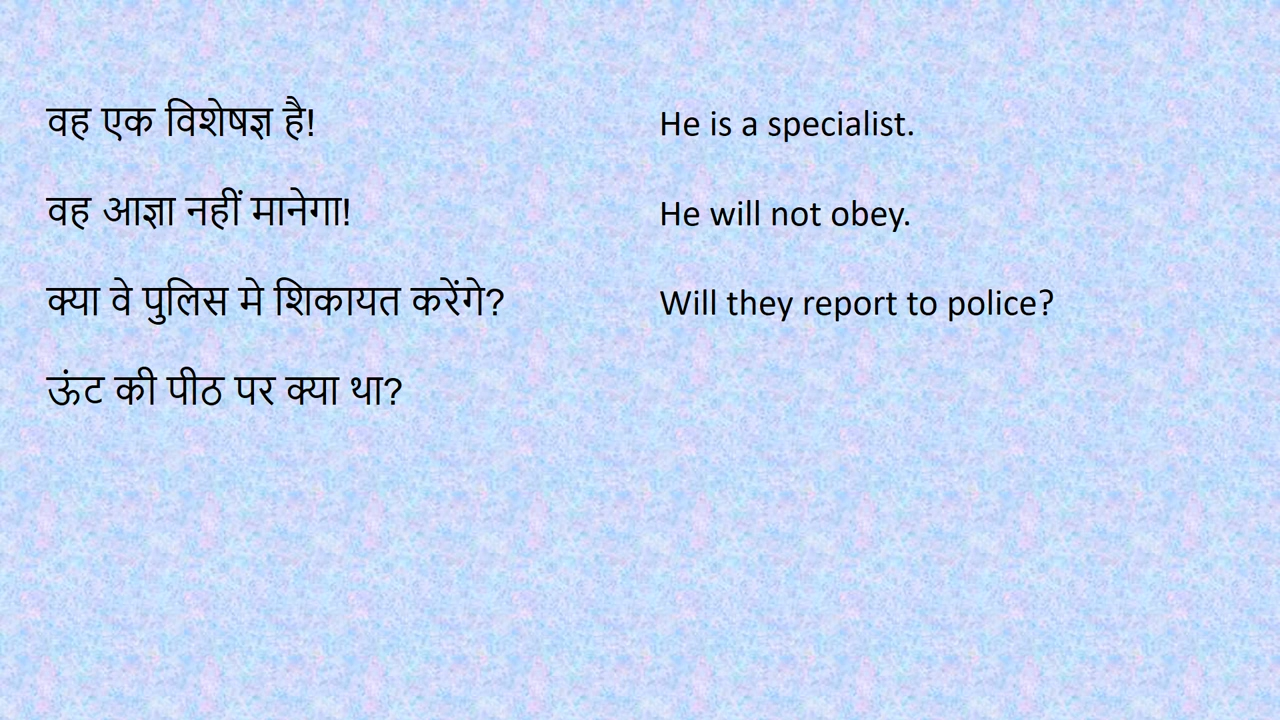 वह एक विशेषज्ञ है! He is a specialist.
वह आज्ञा नहीं मानेगा! He will not obey.
क्या वे पुलिस मे शिकायत करेंगे? Will they report to police?
ऊंट की पीठ पर क्या था?